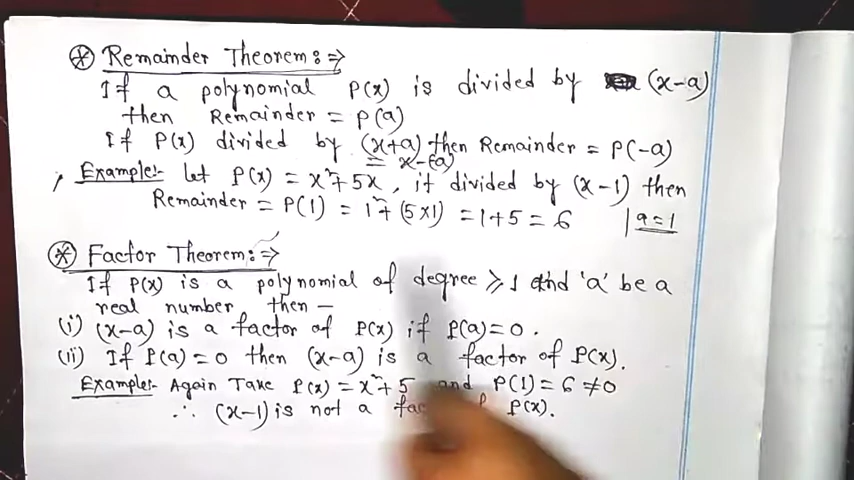 ⊛ Remainder Theorem:⇒
If a polynomial P(x) is divided by (x-a)
then Remainder = P(a)
If P(x) divided by (x+a) then Remainder = P(-a)
= x-(-a)
Example:- Let P(x) = x²+5x, it divided by (x-1) then
Remainder = P(1) = 1²+(5×1) = 1+5 = 6 | a=1
⊛ Factor Theorem:⇒
If P(x) is a polynomial of degree ≥ 1 and 'a' be a
real number then —
(i) (x-a) is a factor of P(x) if P(a)=0.
(ii) If P(a)=0 then (x-a) is a factor of P(x).
Example:- Again Take P(x) = x²+5 and P(1) = 6 ≠0
∴ (x-1) is not a P(x).